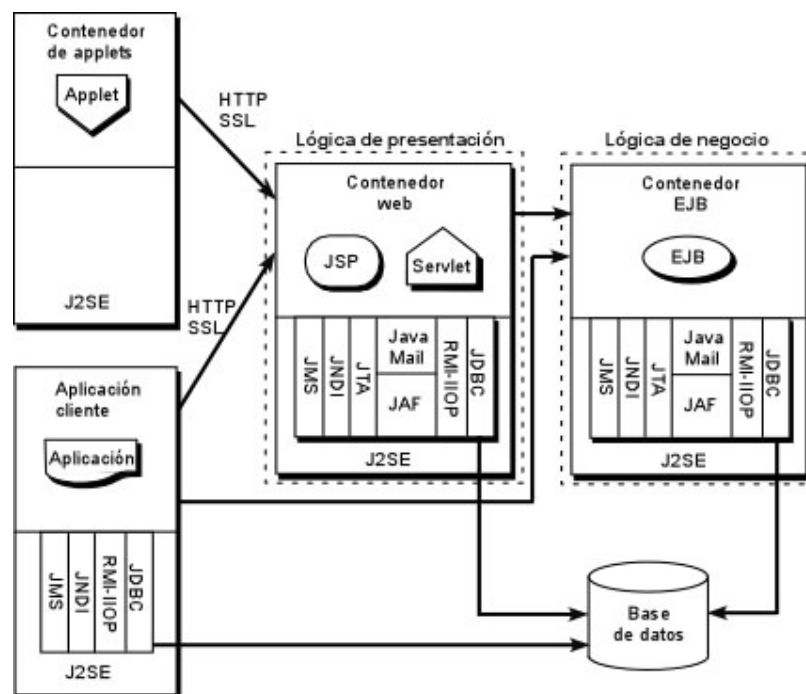 Contenedor
de applets
Applet
J2SE
HTTP
SSL
Aplicación
cliente
Aplicación
JMS
JNDI
RMI-IIOP
JDBC
J2SE
HTTP
SSL
Lógica de presentación
Contenedor
web
JSP
Servlet
JMS
JNDI
JTA
Java
Mail
JAF
RMI-IIOP
JDBC
J2SE
Lógica de negocio
Contenedor
EJB
EJB
JMS
JNDI
JTA
Java
Mail
JAF
RMI-IIOP
JDBC
J2SE
Base
de datos